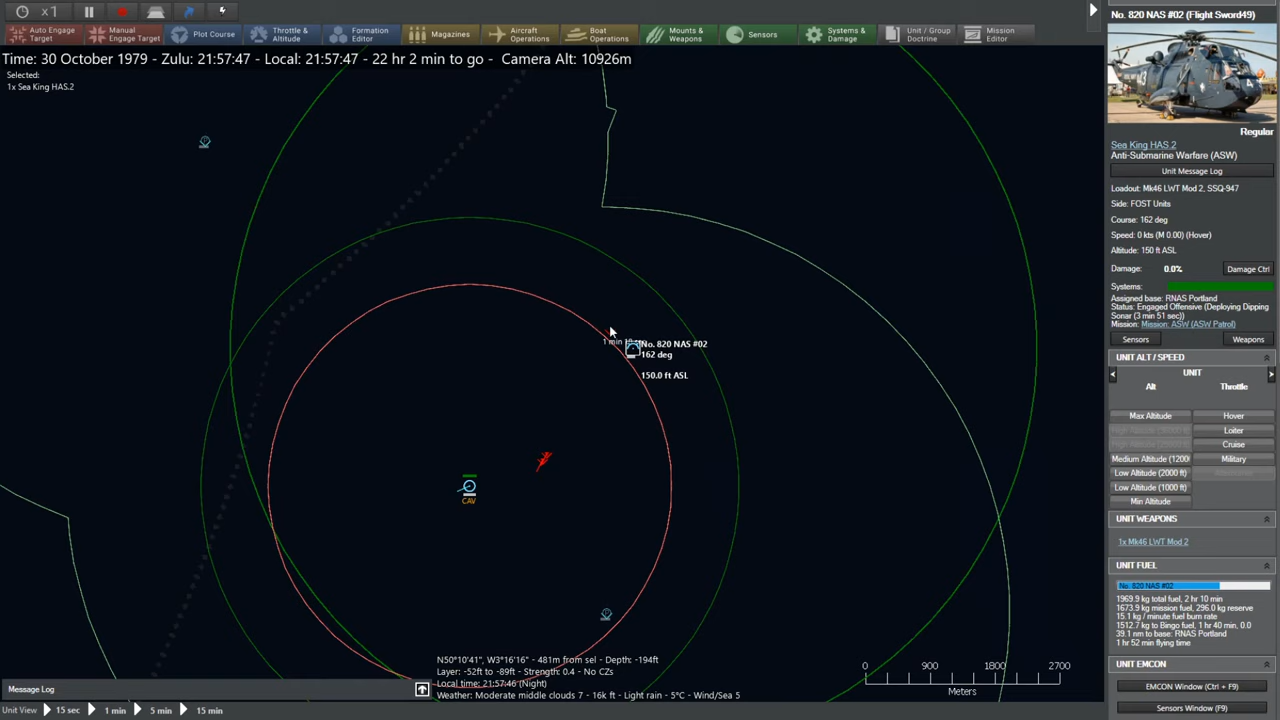 x1
No. 820 NAS #02 (Flight Sword49)
Auto Engage
Target
Manual
Engage Target
Plot Course
Throttle &
Altitude
Formation
Editor
Magazines
Aircraft
Operations
Boat
Operations
Mounts &
Weapons
Sensors
Systems &
Damage
Unit / Group
Doctrine
Mission
Editor
Time: 30 October 1979 - Zulu: 21:57:47 - Local: 21:57:47 - 22 hr 2 min to go - Camera Alt: 10926m
Selected:
1x Sea King HAS.2
Regular
Sea King HAS.2
Anti-Submarine Warfare (ASW)
Unit Message Log
Loadout: Mk46 LWT Mod 2, SSQ-947
Side: FOST Units
Course: 162 deg
Speed: 0 kts (M 0.00) (Hover)
Altitude: 150 ft ASL
Damage: 0.0% Damage Ctrl
Systems:
Assigned base: RNAS Portland
Status: Engaged Offensive (Deploying Dipping
Sonar (3 min 51 sec))
Mission: Mission: ASW (ASW Patrol)
Sensors Weapons
UNIT ALT / SPEED
UNIT
Alt Throttle
Max Altitude Hover
Loiter
Cruise
Medium Altitude (1200 Military
Low Altitude (2000 ft)
Low Altitude (1000 ft)
Min Altitude
UNIT WEAPONS
1x Mk46 LWT Mod 2
UNIT FUEL
No. 820 NAS #02
1969.9 kg total fuel, 2 hr 10 min
1673.9 kg mission fuel, 296.0 kg reserve
15.1 kg / minute fuel burn rate
1512.7 kg to Bingo fuel, 1 hr 40 min, 0.0
39.1 nm to base: RNAS Portland
1 hr 52 min flying time
UNIT EMCON
EMCON Window (Ctrl + F9)
Sensors Window (F9)
1 min
No. 820 NAS #02
162 deg
150.0 ft ASL
CAV
N50°10'41", W3°16'16" - 481m from sel - Depth: -194ft
Layer: -52ft to -89ft - Strength: 0.4 - No CZs
Local time: 21:57:46 (Night)
Weather: Moderate middle clouds 7 - 16k ft - Light rain - 5°C - Wind/Sea 5
0 900 1800 2700
Meters
Message Log
Unit View 15 sec 1 min 5 min 15 min